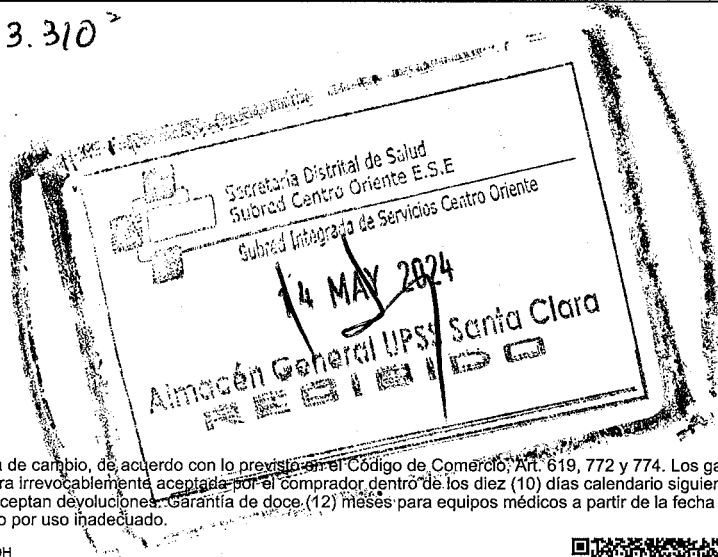 3.310
Secretaría Distrital de Salud
Subred Centro Oriente E.S.E
Subred Integrada de Servicios Centro Oriente
14 MAY 2024
Almacén General UPSS Santa Clara
RECIBIDO
a de cambio, de acuerdo con lo previsto en el Código de Comercio, Art. 619, 772 y 774. Los ga
ra irrevocablemente aceptada por el comprador dentro de los diez (10) días calendario siguien
ceptan devoluciones. Garantía de doce (12) meses para equipos médicos a partir de la fecha
o por uso inadecuado.